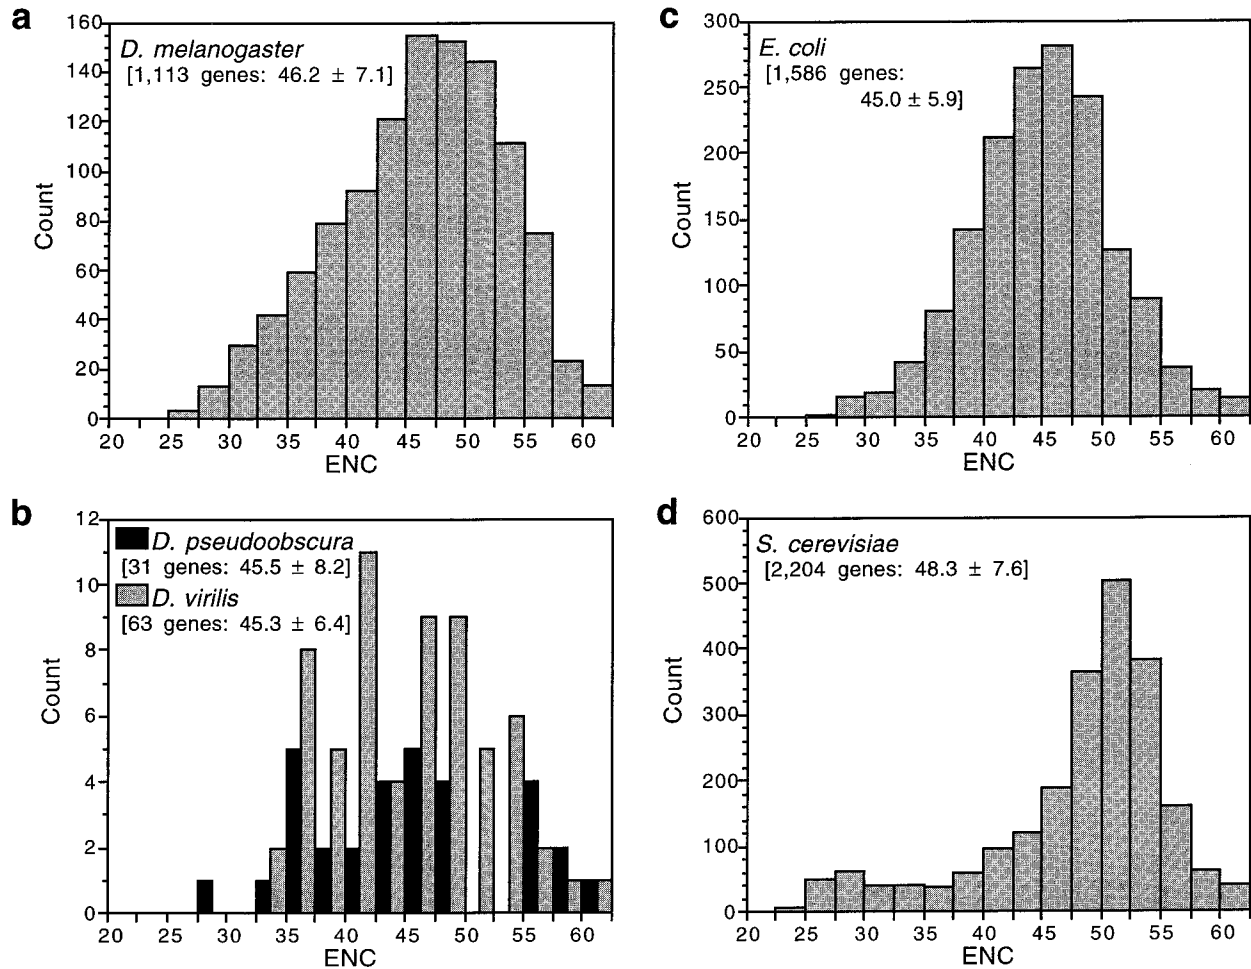 a
160
140
120
100
80
60
40
20
0
Count
D. melanogaster
[1,113 genes: 46.2 ± 7.1]
20 25 30 35 40 45 50 55 60
ENC
c
300
250
200
150
100
50
0
Count
E. coli
[1,586 genes:
45.0 ± 5.9]
20 25 30 35 40 45 50 55 60
ENC
b
12
10
8
6
4
2
0
Count
D. pseudoobscura
[31 genes: 45.5 ± 8.2]
D. virilis
[63 genes: 45.3 ± 6.4]
20 25 30 35 40 45 50 55 60
ENC
d
600
500
400
300
200
100
0
Count
S. cerevisiae
[2,204 genes: 48.3 ± 7.6]
20 25 30 35 40 45 50 55 60
ENC